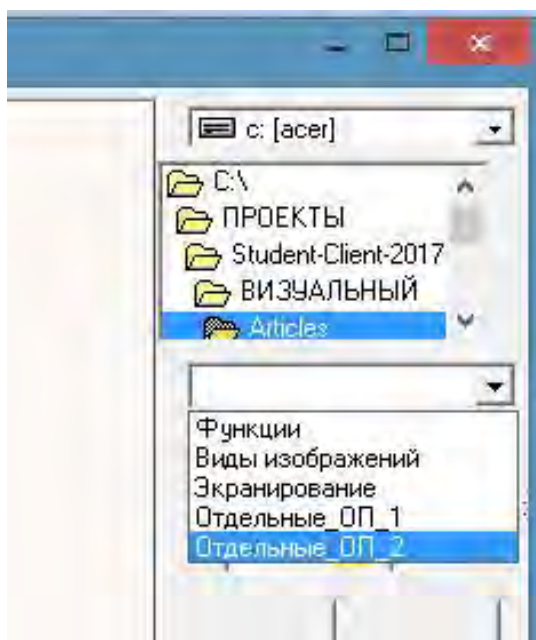 c: [acer]
C:\
ПРОЕКТЫ
Student-Client-2017
ВИЗУАЛЬНЫЙ
Articles
Функции
Виды изображений
Экранирование
Отдельные_ОП_1
Отдельные_ОП_2